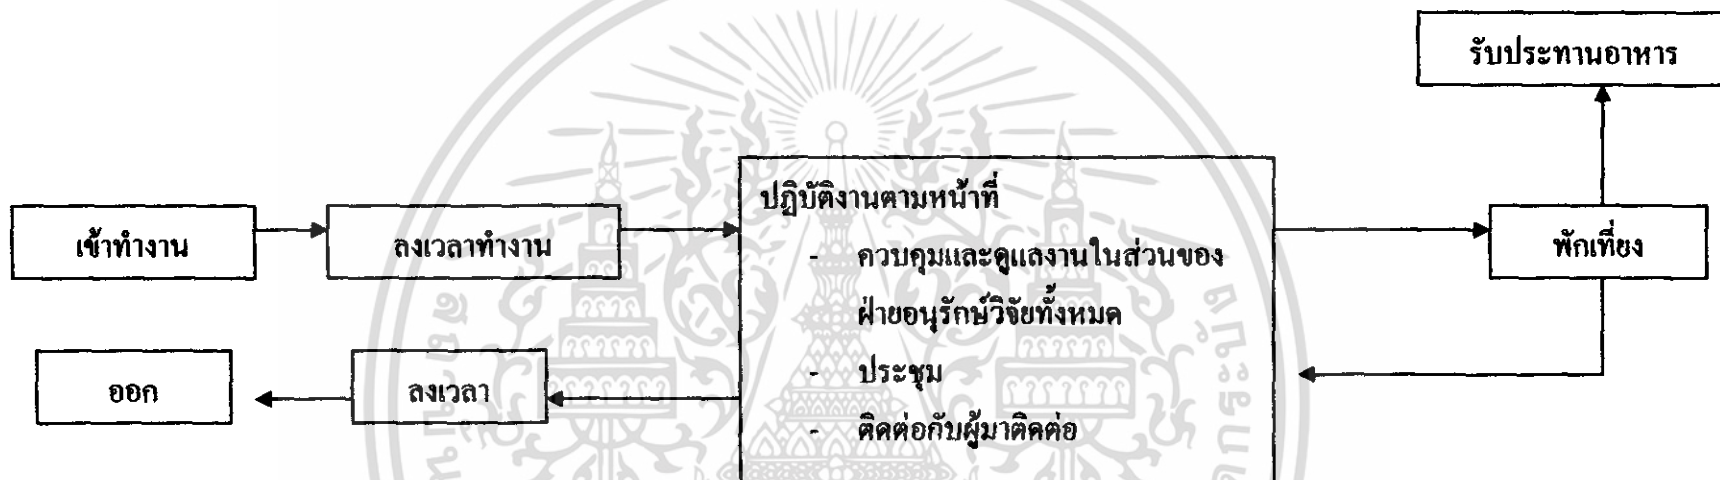 รับประทานอาหาร
เข้าทำงาน
ลงเวลาทำงาน
ปฏิบัติงานตามหน้าที่
- ควบคุมและดูแลงานในส่วนของ
ฝ่ายอนุรักษ์วิจัยทั้งหมด
- ประชุม
- ติดต่อกับผู้มาติดต่อ
พักเที่ยง
ออก
ลงเวลา